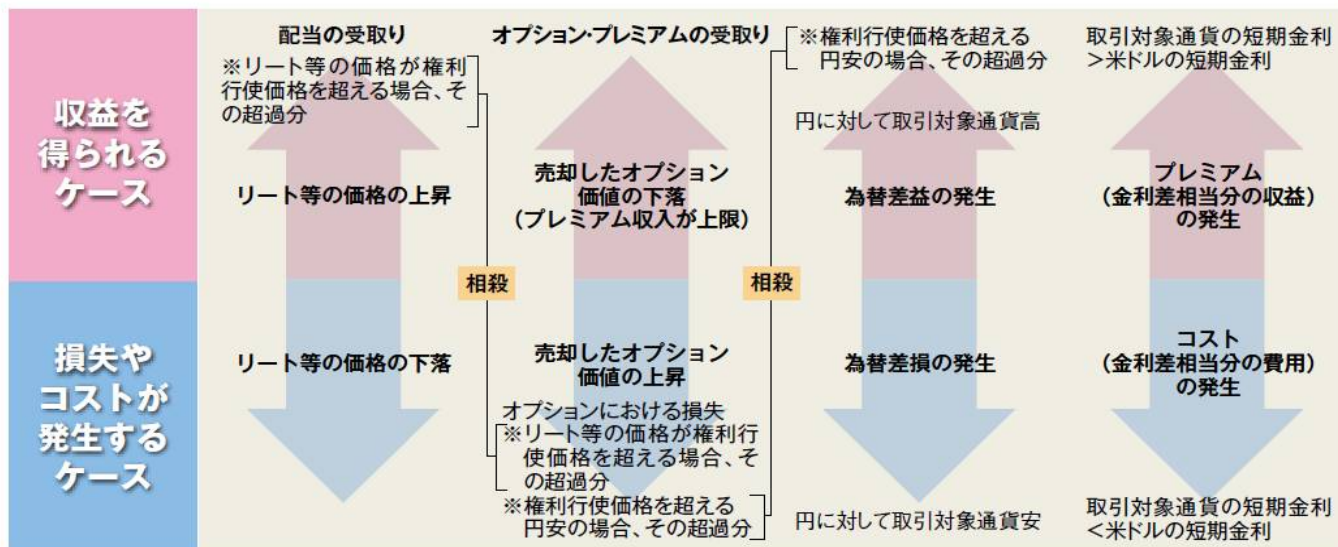 収益を
得られる
ケース
配当の受取り
※リート等の価格が権利
行使価格を超える場合、そ
の超過分
リート等の価格の上昇
オプション・プレミアムの受取り
売却したオプション
価値の下落
(プレミアム収入が上限)
※権利行使価格を超える
円安の場合、その超過分
円に対して取引対象通貨高
為替差益の発生
取引対象通貨の短期金利
＞米ドルの短期金利
プレミアム
(金利差相当分の収益)
の発生
相殺
相殺
損失や
コストが
発生する
ケース
リート等の価格の下落
売却したオプション
価値の上昇
オプションにおける損失
※リート等の価格が権利行
使価格を超える場合、そ
の超過分
※権利行使価格を超える
円安の場合、その超過分
為替差損の発生
円に対して取引対象通貨安
コスト
(金利差相当分の費用)
の発生
取引対象通貨の短期金利
＜米ドルの短期金利